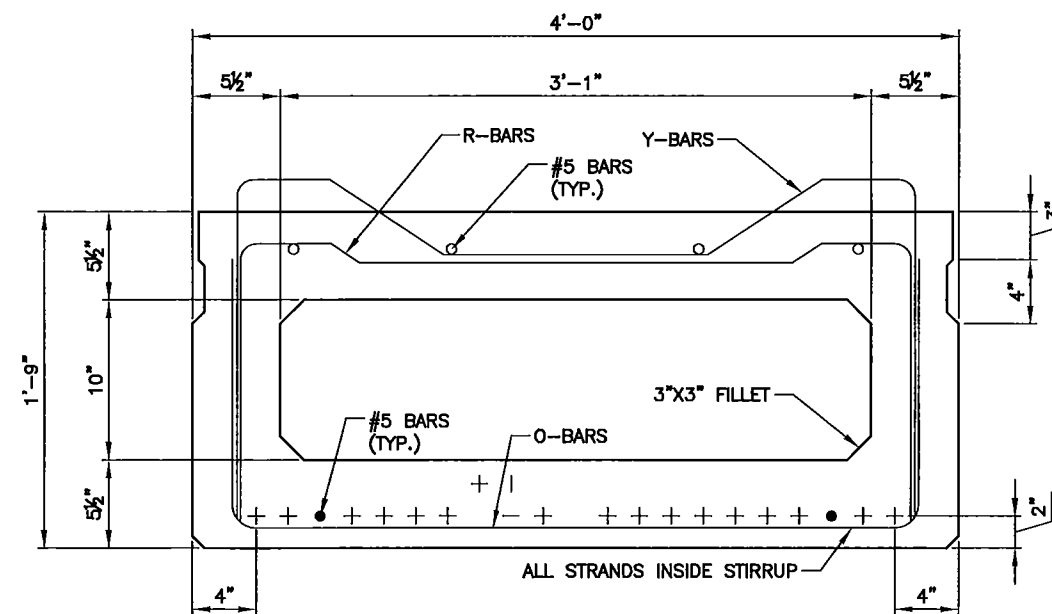 4'-0"
5½"
3'-1"
5½"
R-BARS
Y-BARS
#5 BARS
(TYP.)
3"
5½"
4"
1'-9"
10"
3"X3" FILLET
#5 BARS
(TYP.)
O-BARS
5½"
2"
ALL STRANDS INSIDE STIRRUP
4"
4"